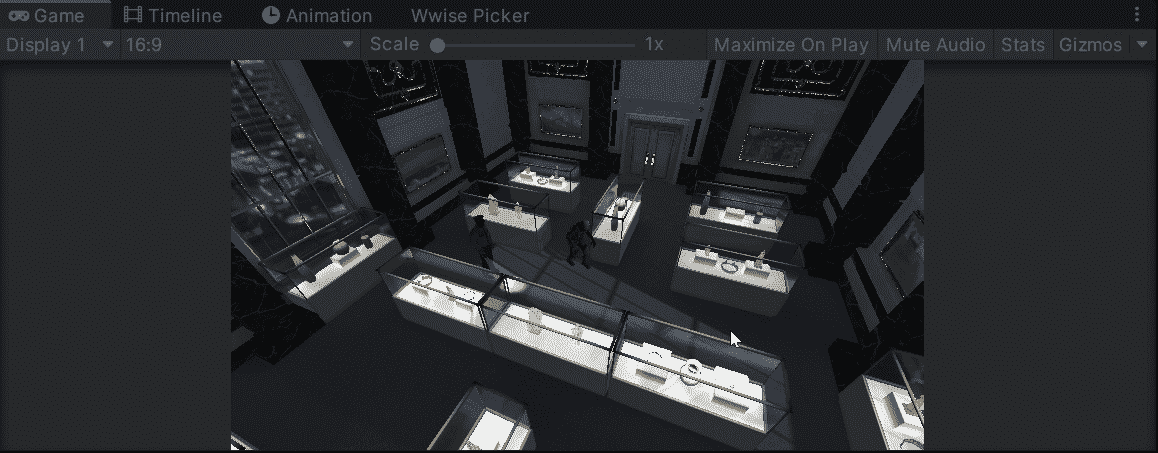 Game Timeline Animation Wwise Picker
Display 1 16:9 Scale 1x Maximize On Play Mute Audio Stats Gizmos